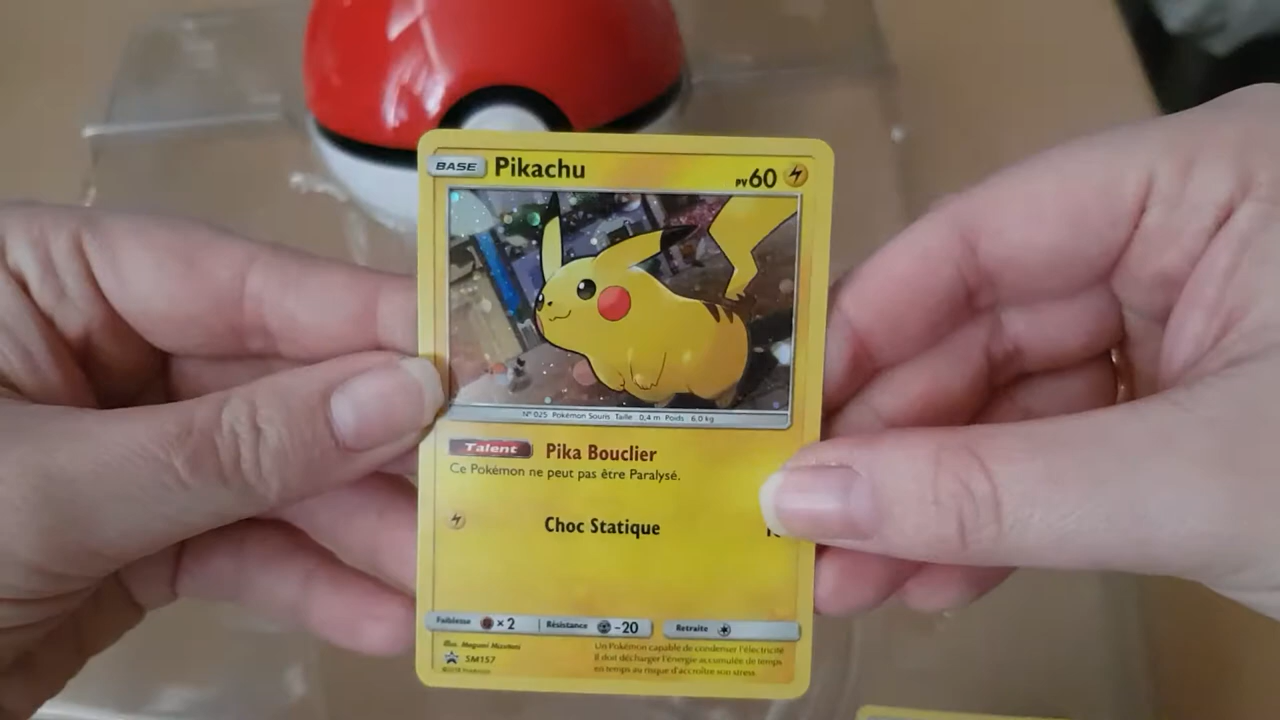 BASE Pikachu PV60
N° 025 Pokémon Souris Taille 0,4 m Poids 6,0 kg
Talent Pika Bouclier
Ce Pokémon ne peut pas être Paralysé.
Choc Statique
Faiblesse ×2 Résistance -20 Retraite
Illus.
SM157
Un Pokémon capable de condenser l'électricité
Il doit décharger l'énergie accumulée de temps
en temps au risque d'accroître son stress